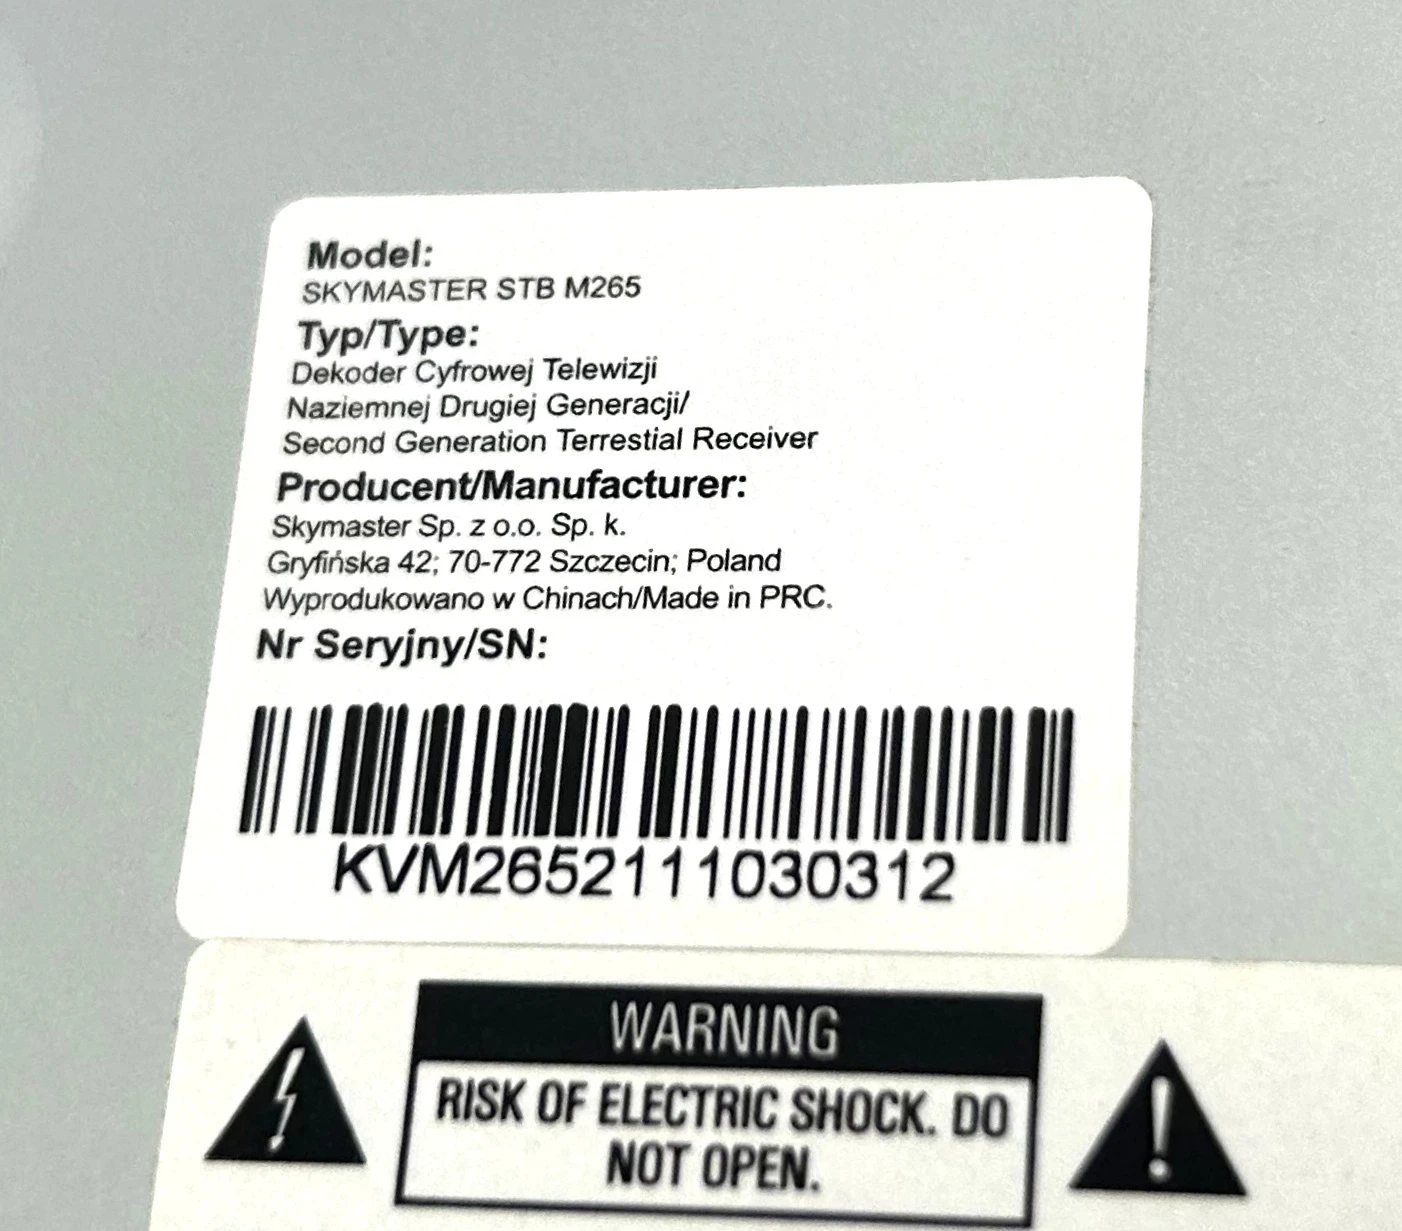 Model:
SKYMASTER STB M265
Typ/Type:
Dekoder Cyfrowej Telewizji
Naziemnej Drugiej Generacji/
Second Generation Terrestial Receiver
Producent/Manufacturer:
Skymaster Sp. z o.o. Sp. k.
Gryfińska 42; 70-772 Szczecin; Poland
Wyprodukowano w Chinach/Made in PRC.
Nr Seryjny/SN:
KVM2652111030312
WARNING
RISK OF ELECTRIC SHOCK. DO
NOT OPEN.